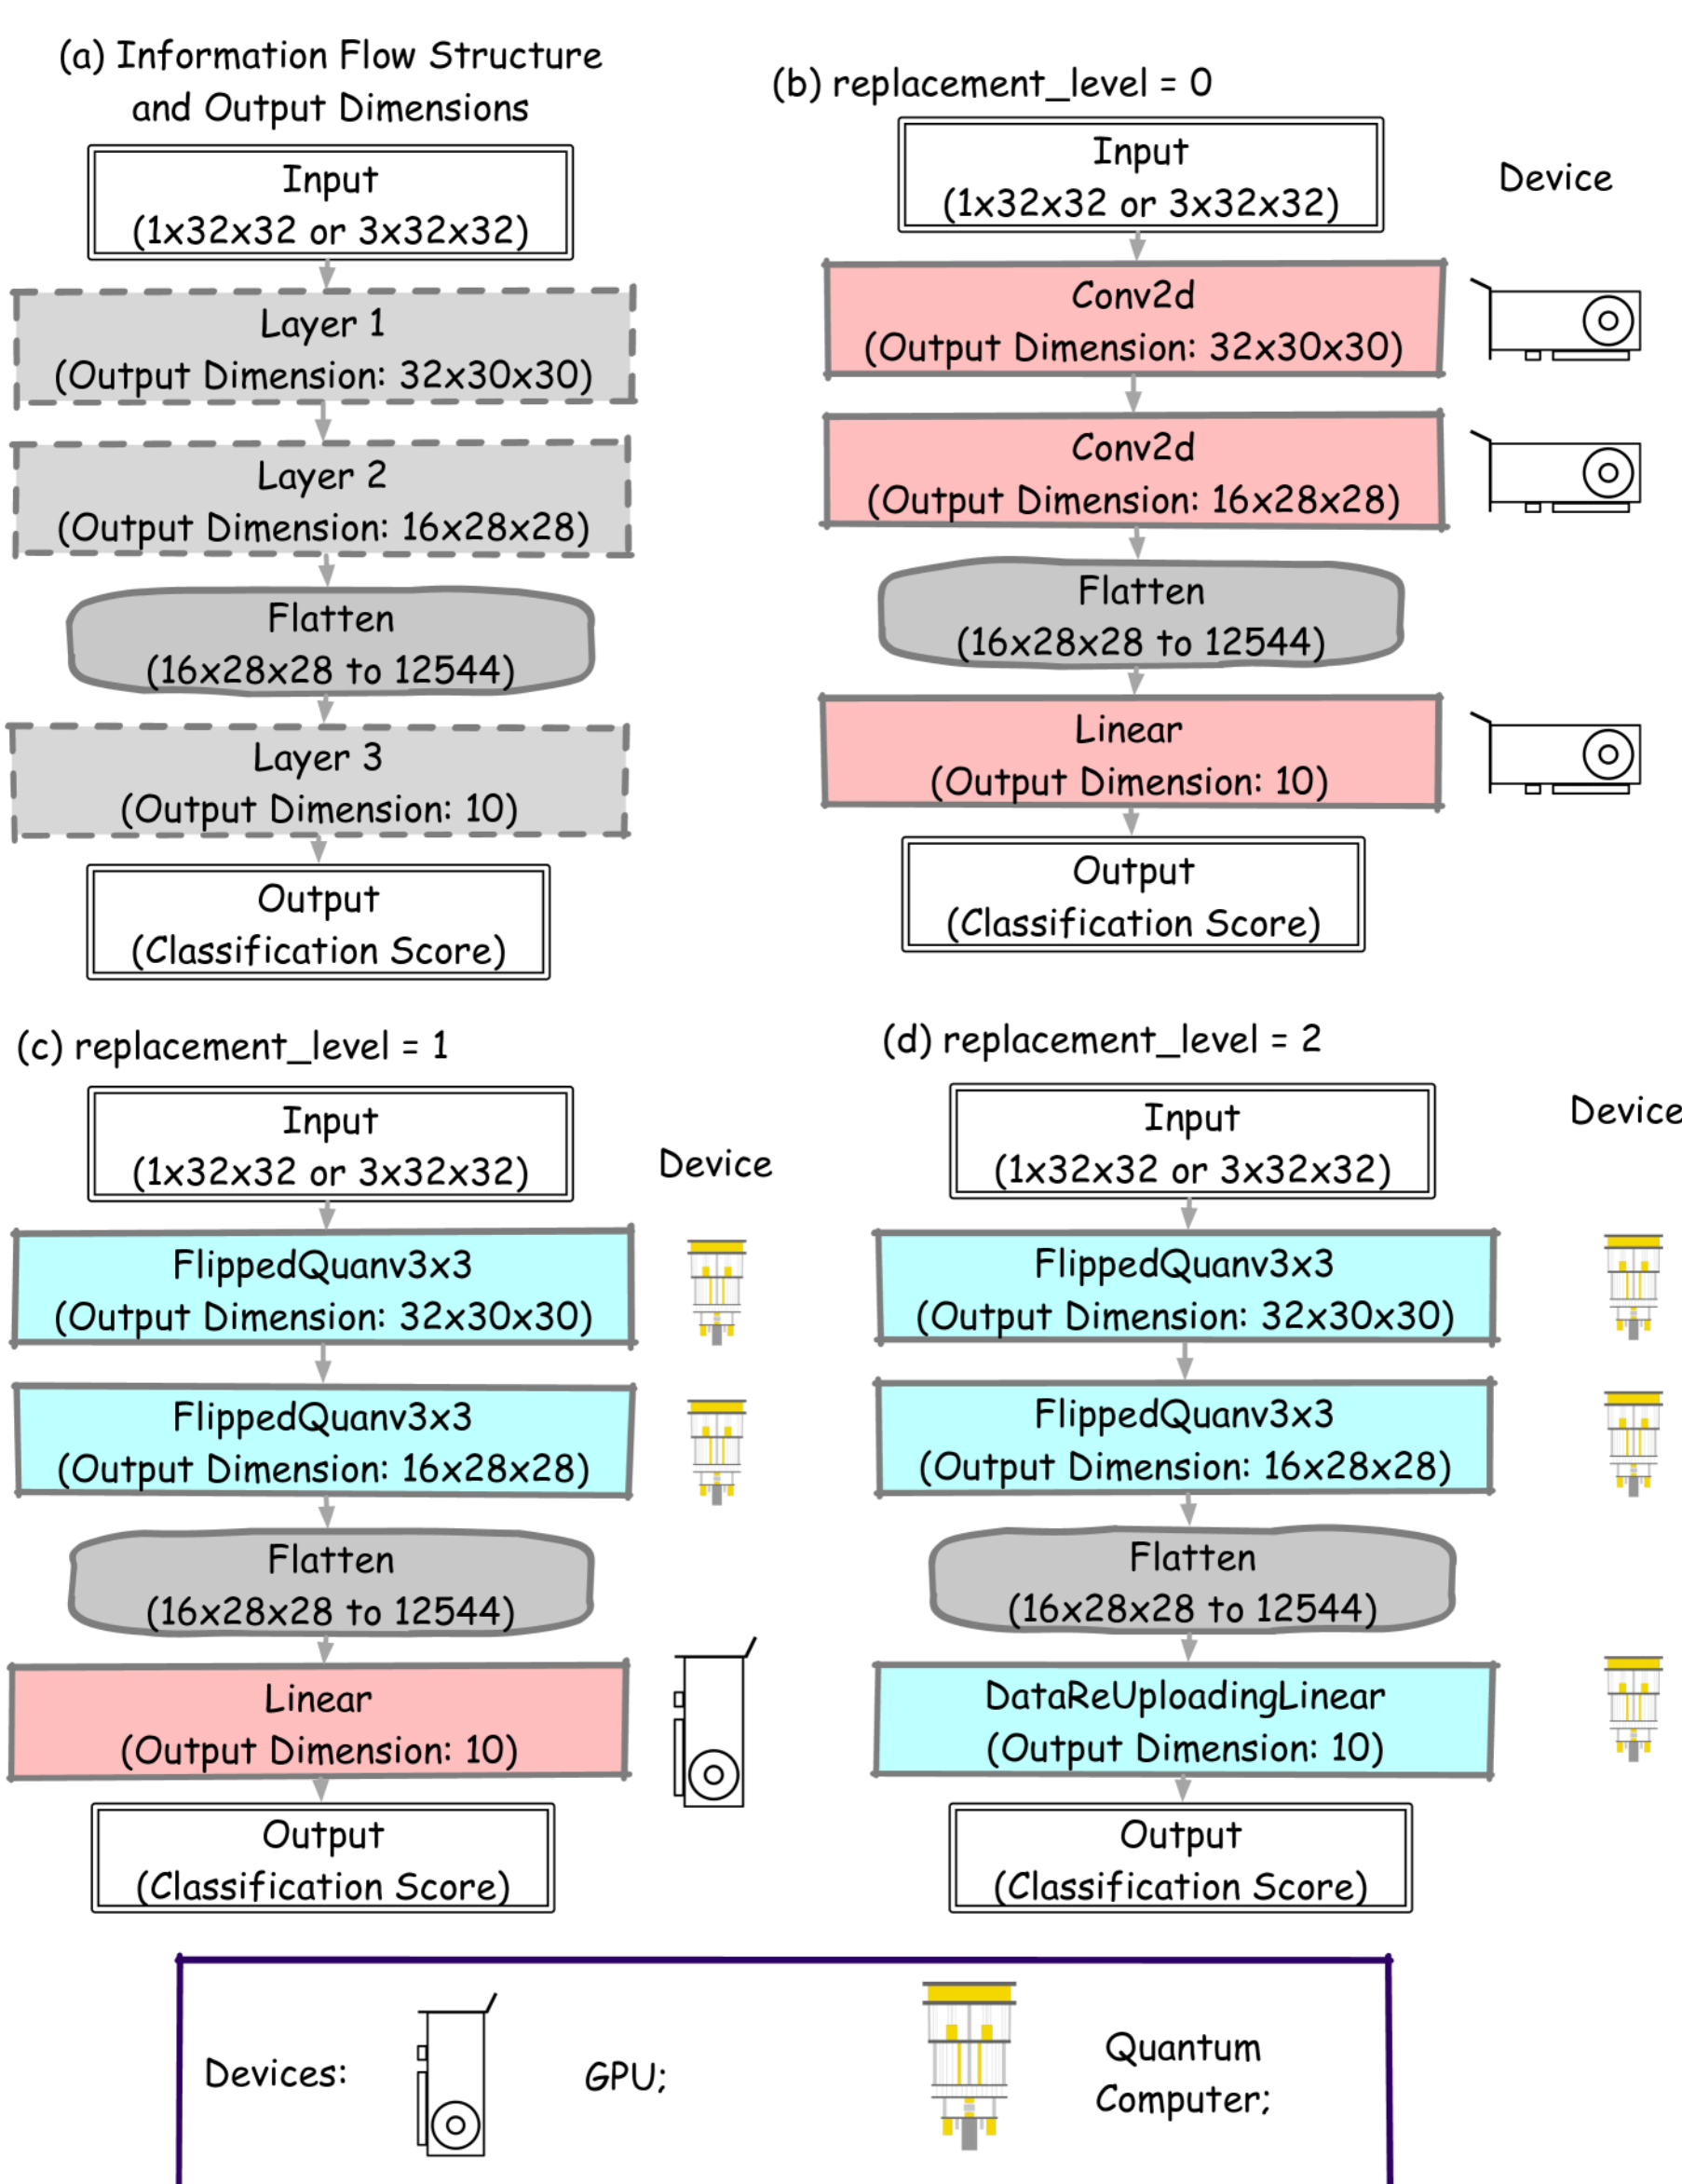 (a) Information Flow Structure
and Output Dimensions
Input
(1x32x32 or 3x32x32)
Layer 1
(Output Dimension: 32x30x30)
Layer 2
(Output Dimension: 16x28x28)
Flatten
(16x28x28 to 12544)
Layer 3
(Output Dimension: 10)
Output
(Classification Score)
(b) replacement_level = 0
Input
(1x32x32 or 3x32x32)
Device
Conv2d
(Output Dimension: 32x30x30)
Conv2d
(Output Dimension: 16x28x28)
Flatten
(16x28x28 to 12544)
Linear
(Output Dimension: 10)
Output
(Classification Score)
(c) replacement_level = 1
Input
(1x32x32 or 3x32x32)
Device
FlippedQuanv3x3
(Output Dimension: 32x30x30)
FlippedQuanv3x3
(Output Dimension: 16x28x28)
Flatten
(16x28x28 to 12544)
Linear
(Output Dimension: 10)
Output
(Classification Score)
(d) replacement_level = 2
Device
Input
(1x32x32 or 3x32x32)
FlippedQuanv3x3
(Output Dimension: 32x30x30)
FlippedQuanv3x3
(Output Dimension: 16x28x28)
Flatten
(16x28x28 to 12544)
DataReUploadingLinear
(Output Dimension: 10)
Output
(Classification Score)
Devices:
GPU;
Quantum
Computer;